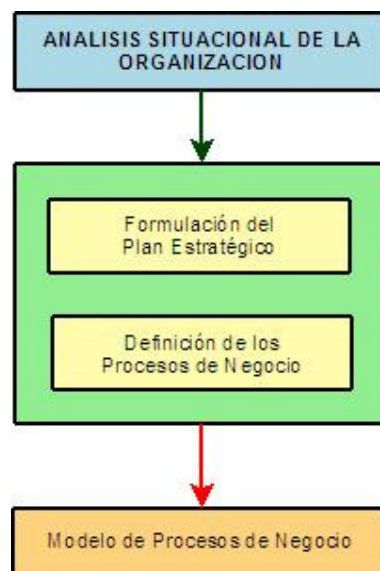 ANALISIS SITUACIONAL DE LA
ORGANIZACION
Formulación del
Plan Estratégico
Definición de los
Procesos de Negocio
Modelo de Procesos de Negocio